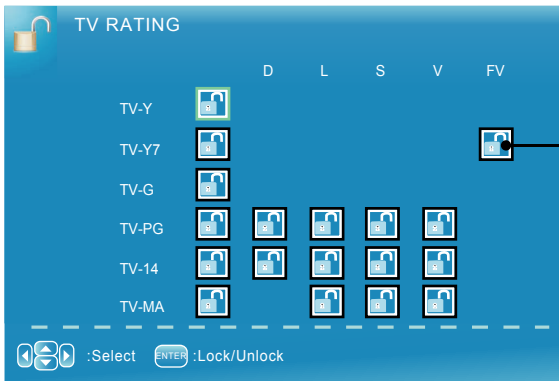 TV RATING
D L S V FV
TV-Y
TV-Y7
TV-G
TV-PG
TV-14
TV-MA
:Select ENTER :Lock/Unlock